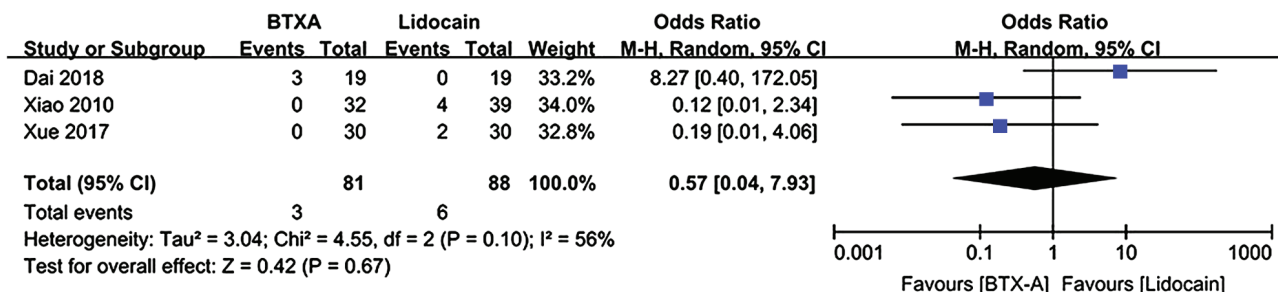 BTXA Lidocain Odds Ratio Odds Ratio
Study or Subgroup Events Total Events Total Weight M-H, Random, 95% CI M-H, Random, 95% CI
Dai 2018 3 19 0 19 33.2% 8.27 [0.40, 172.05]
Xiao 2010 0 32 4 39 34.0% 0.12 [0.01, 2.34]
Xue 2017 0 30 2 30 32.8% 0.19 [0.01, 4.06]
Total (95% CI) 81 88 100.0% 0.57 [0.04, 7.93]
Total events 3 6
Heterogeneity: Tau² = 3.04; Chi² = 4.55, df = 2 (P = 0.10); I² = 56%
Test for overall effect: Z = 0.42 (P = 0.67)
0.001 0.1 1 10 1000
Favours [BTX-A] Favours [Lidocain]